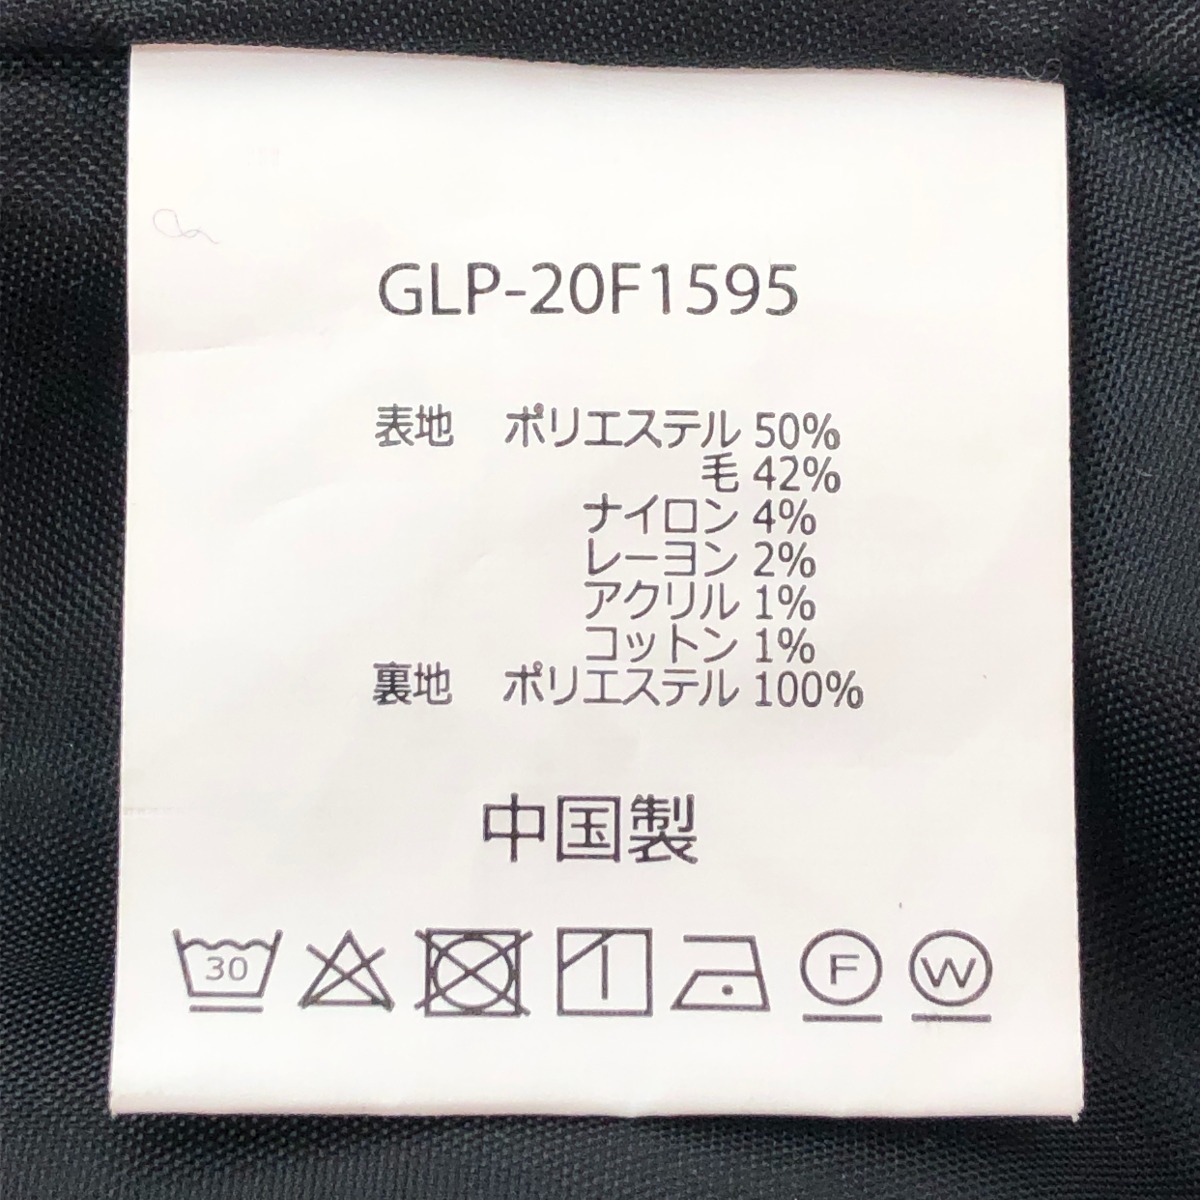 GLP-20F1595
表地 ポリエステル 50%
毛 42%
ナイロン 4%
レーヨン 2%
アクリル 1%
コットン 1%
裏地 ポリエステル 100%
中国製
30 F W